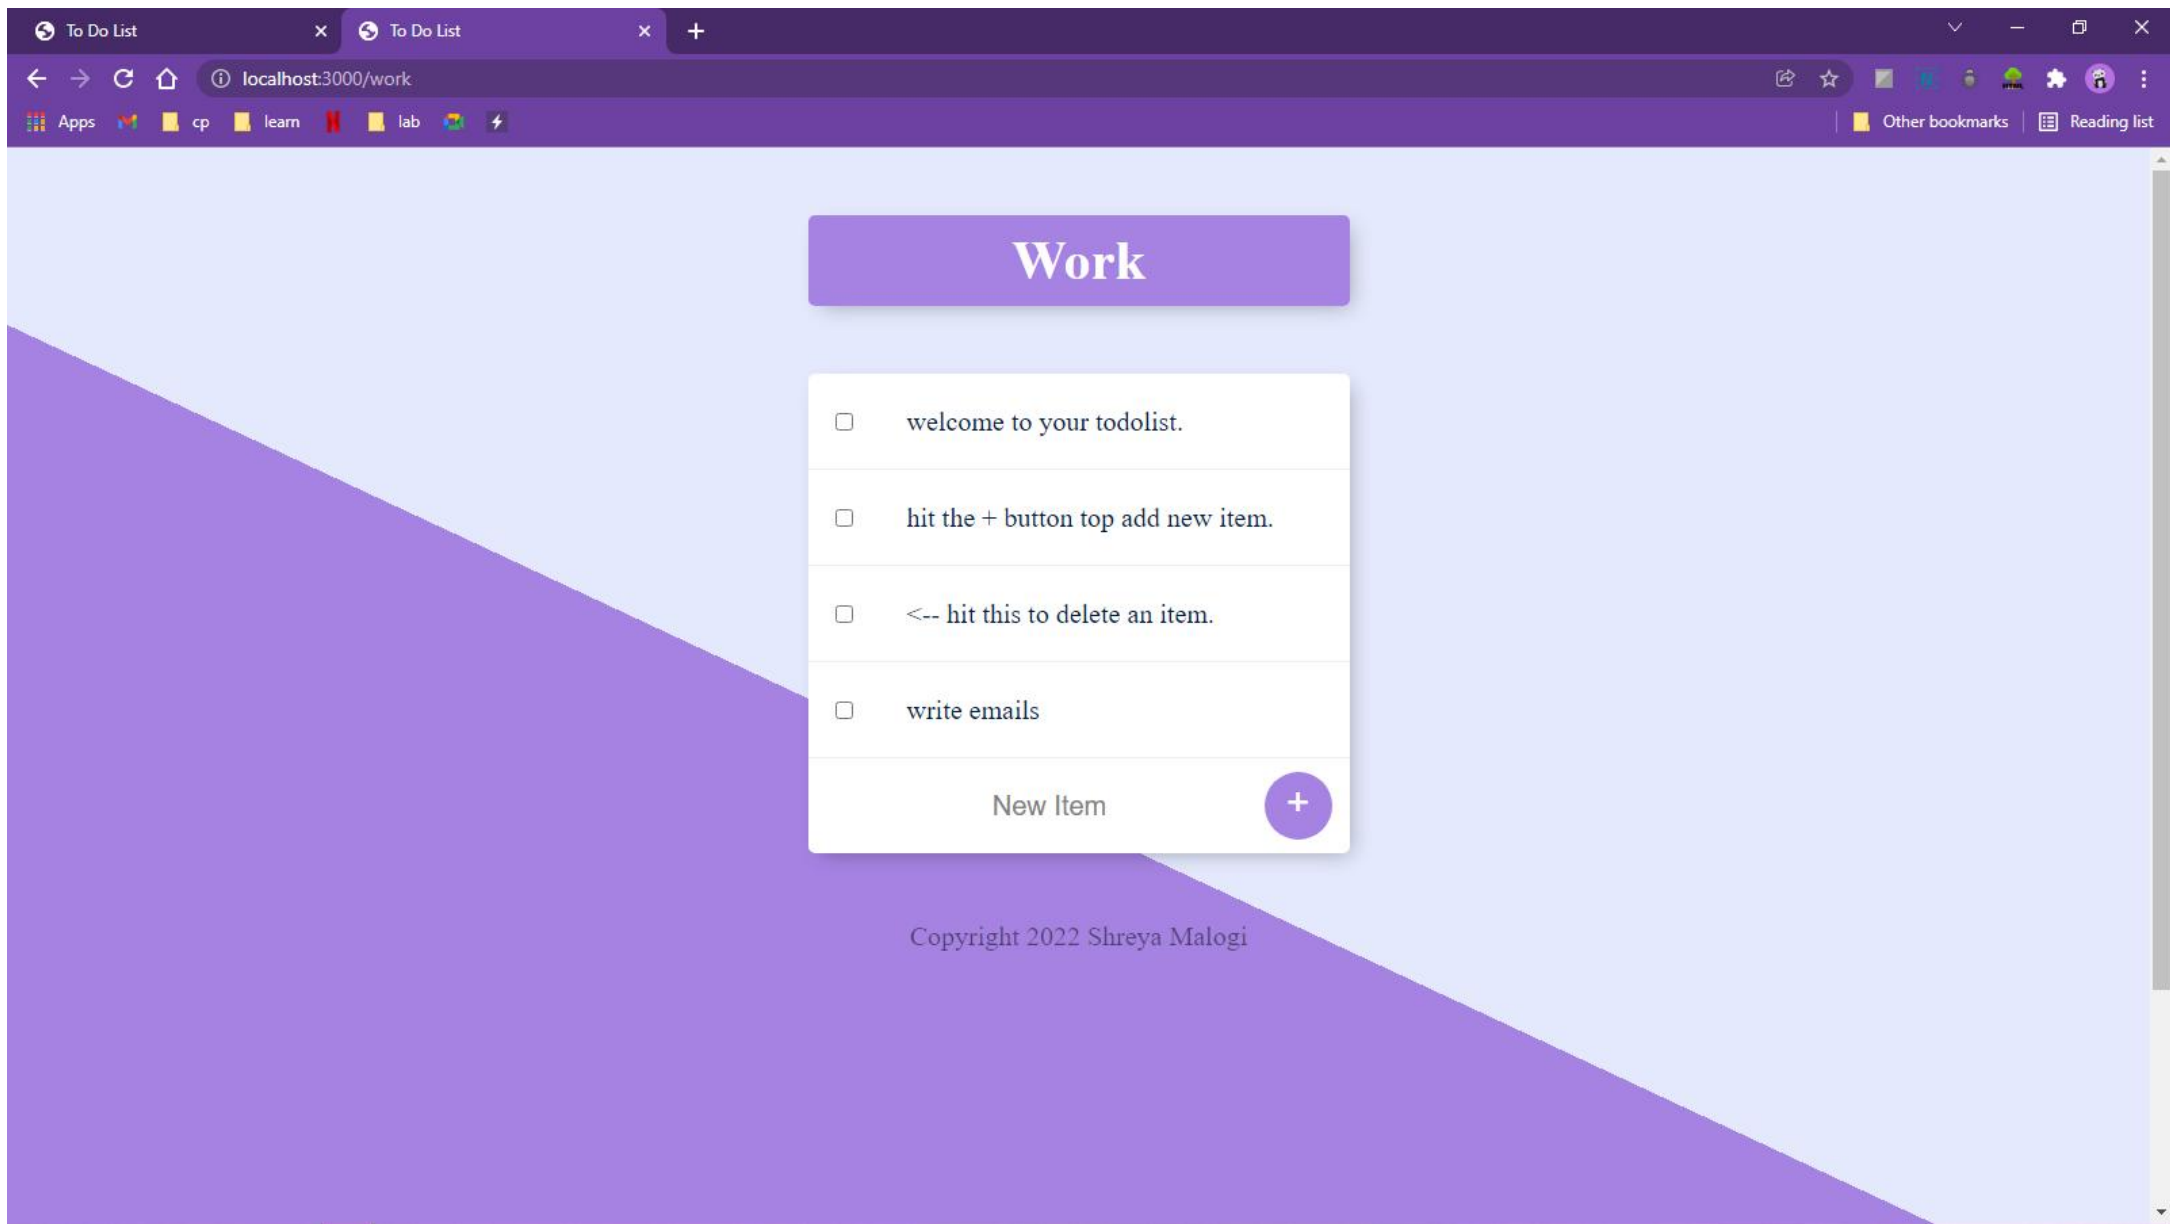 To Do List
To Do List
localhost:3000/work
Apps cp learn lab Other bookmarks Reading list
Work
welcome to your todolist.
hit the + button top add new item.
<-- hit this to delete an item.
write emails
New Item +
Copyright 2022 Shreya Malogi